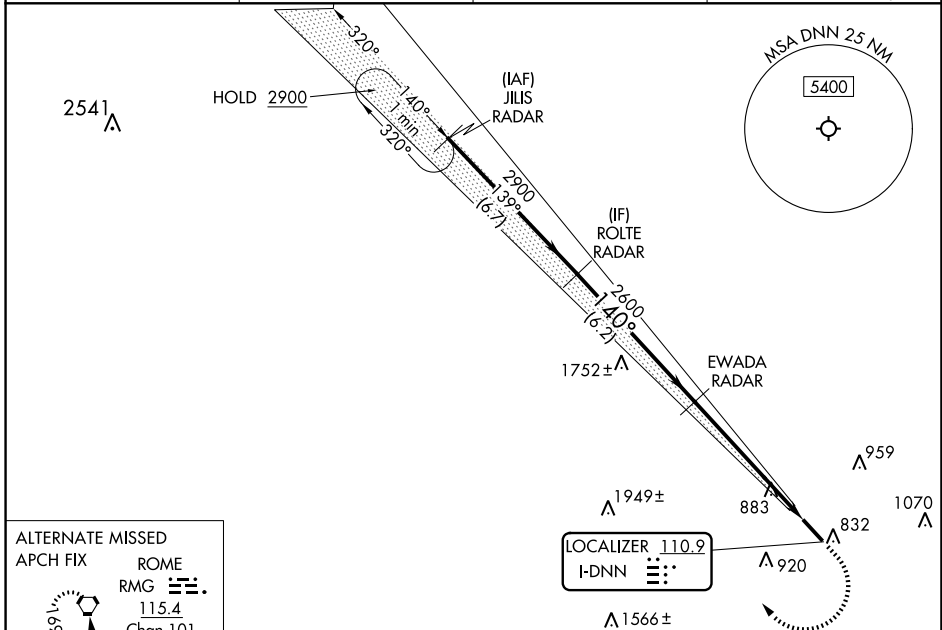 MSA DNN 25 NM
5400
320°
HOLD 2900
140°
1 min
320°
(IAF)
JILIS
RADAR
2541
2900
139°
(6.7)
(IF)
ROLTE
RADAR
2600
140°
(6.2)
1752±
EWADA
RADAR
959
1949±
883
1070
832
LOCALIZER 110.9
I-DNN
920
1566±
ALTERNATE MISSED
APCH FIX
ROME
RMG
115.4
Chan 101